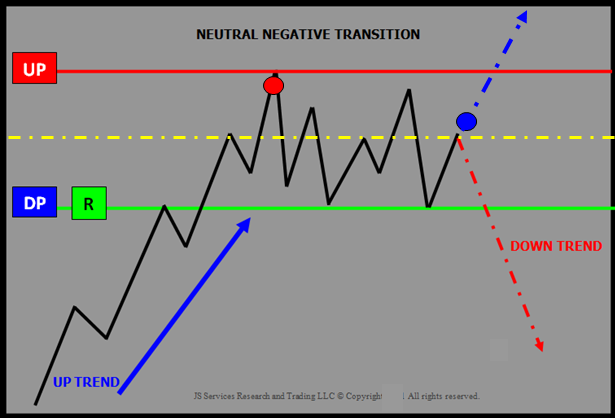 NEUTRAL NEGATIVE TRANSITION
UP
DP R
DOWN TREND
UP TREND
JS Services Research and Trading LLC © Copyright All rights reserved.